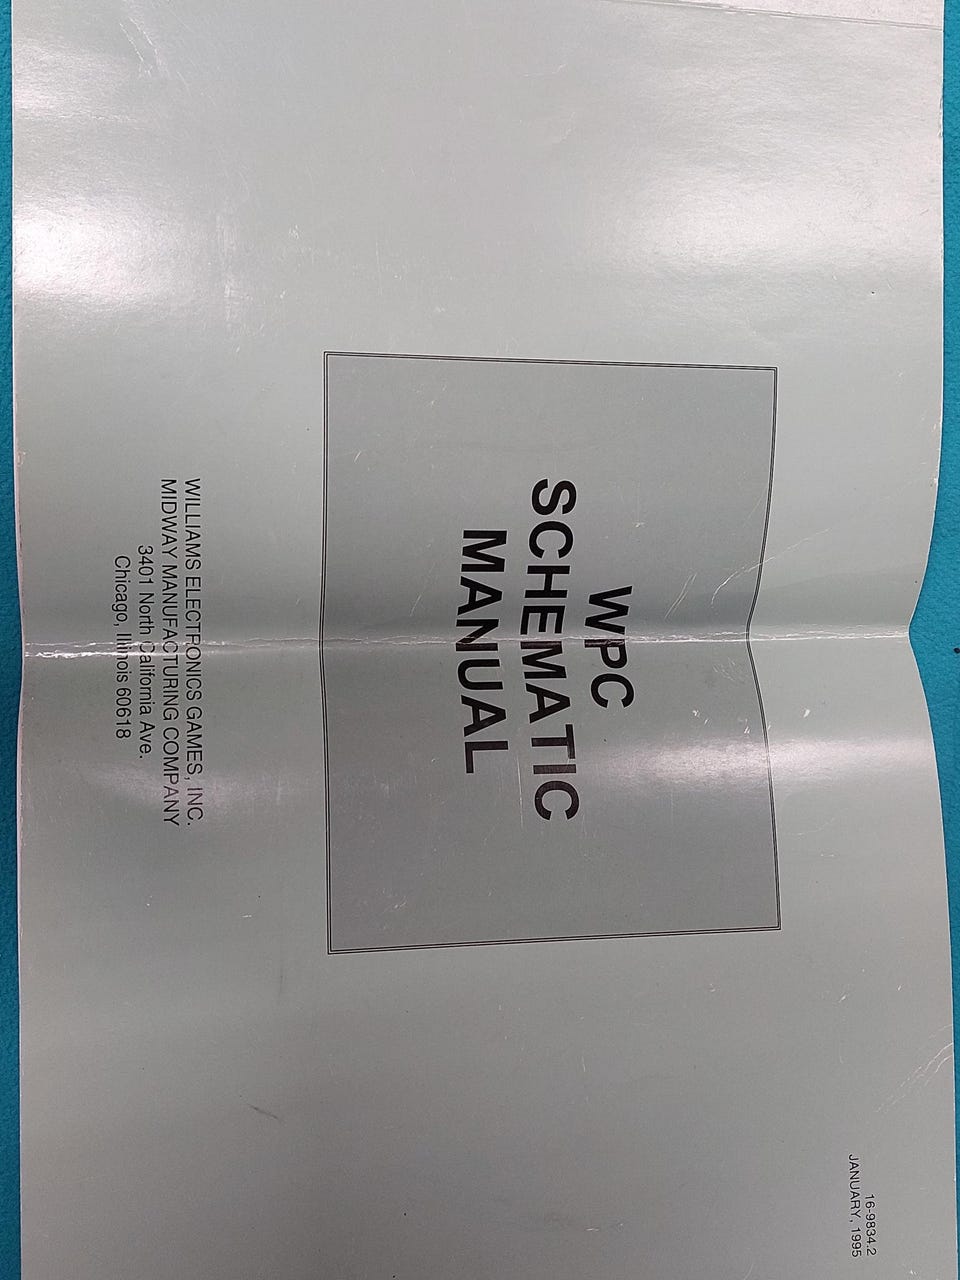 16-9834.2
JANUARY, 1995
WPC
SCHEMATIC
MANUAL
WILLIAMS ELECTRONICS GAMES, INC.
MIDWAY MANUFACTURING COMPANY
3401 North California Ave.
Chicago, Illinois 60618